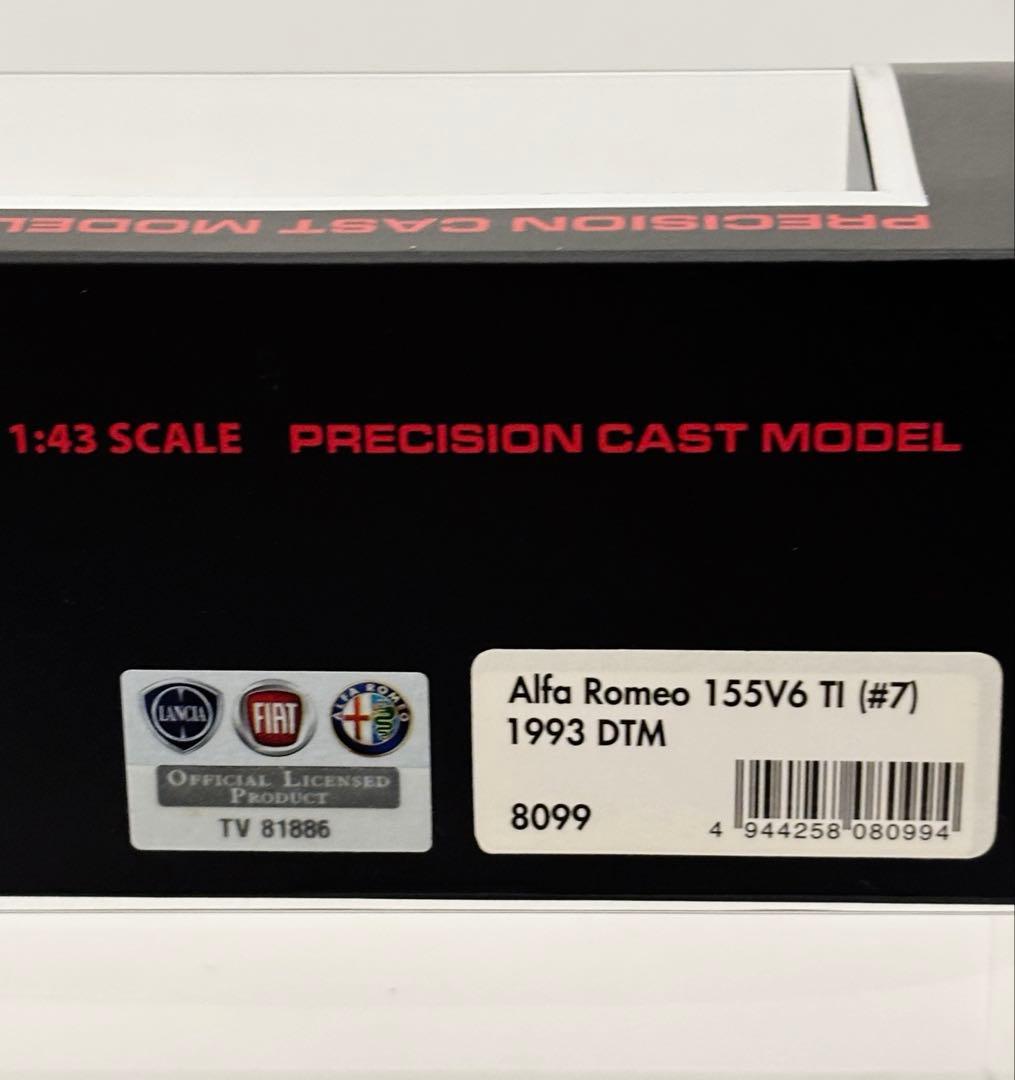 PRECISION CAST MODEL
1:43 SCALE PRECISION CAST MODEL
LANCIA FIAT ALFA ROMEO
OFFICIAL LICENSED
PRODUCT
TV 81886
Alfa Romeo 155V6 TI (#7)
1993 DTM
8099
4 944258 080994